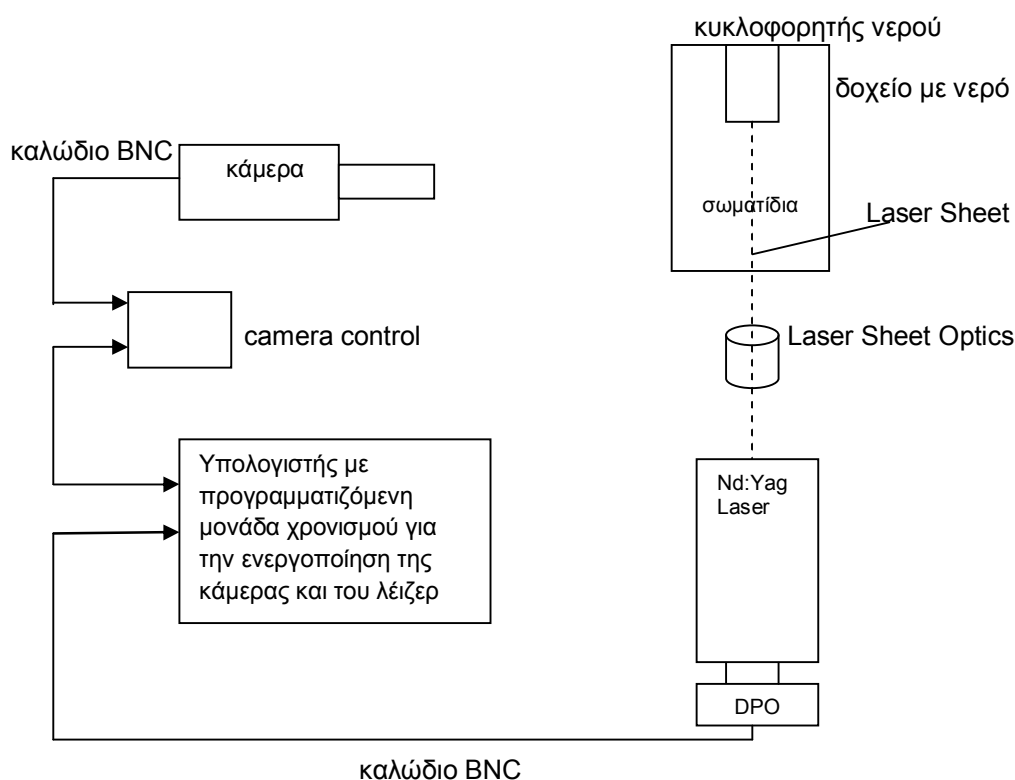 κυκλοφορητής νερού
δοχείο με νερό
καλώδιο BNC
κάμερα
σωματίδια
Laser Sheet
camera control
Laser Sheet Optics
Υπολογιστής με
προγραμματιζόμενη
μονάδα χρονισμού για
την ενεργοποίηση της
κάμερας και του λέιζερ
Nd:Yag
Laser
DPO
καλώδιο BNC